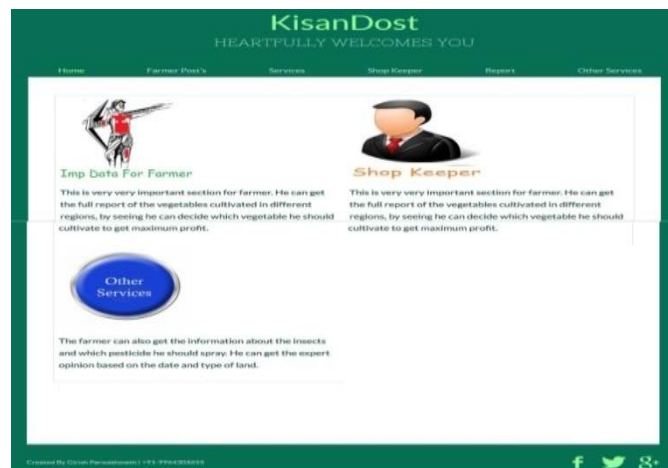 KisanDost
HEARTFULLY WELCOMES YOU
Home Farmer Post's Services Shop Keeper Report Other Services
Imp Data For Farmer
This is very very important section for farmer. He can get
the full report of the vegetables cultivated in different
regions, by seeing he can decide which vegetable he should
cultivate to get maximum profit.
Shop Keeper
This is very very important section for farmer. He can get
the full report of the vegetables cultivated in different
regions, by seeing he can decide which vegetable he should
cultivate to get maximum profit.
Other
Services
The farmer can also get the information about the insects
and which pesticide he should spray. He can get the expert
opinion based on the date and type of land.
Created By Girish